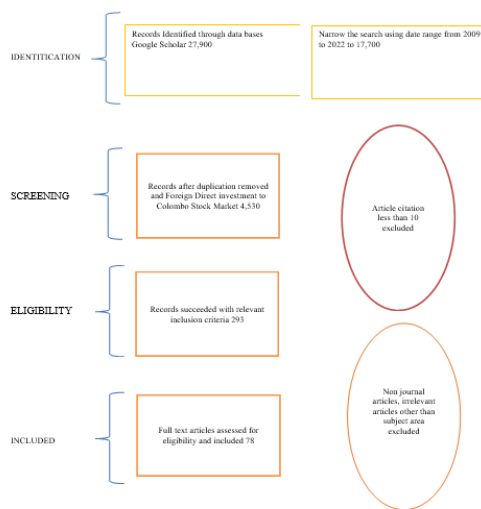 IDENTITICATION
Records Identified through data bases
Google Scholar 27,900
Narrow the search using date range from 2009
to 2022 to 17,700
SCREENING
Records after duplication removed
and Foreign Direct investment to
Colombo Stock Market 4,530
Article citation
less than 10
excluded
ELIGIBILITY
Records succeeded with relevant
inclusion criteria 293
Non journal
articles, irrelevant
articles other than
subject area
excluded
INCLUDED
Full text articles assessed for
eligibility and included 78